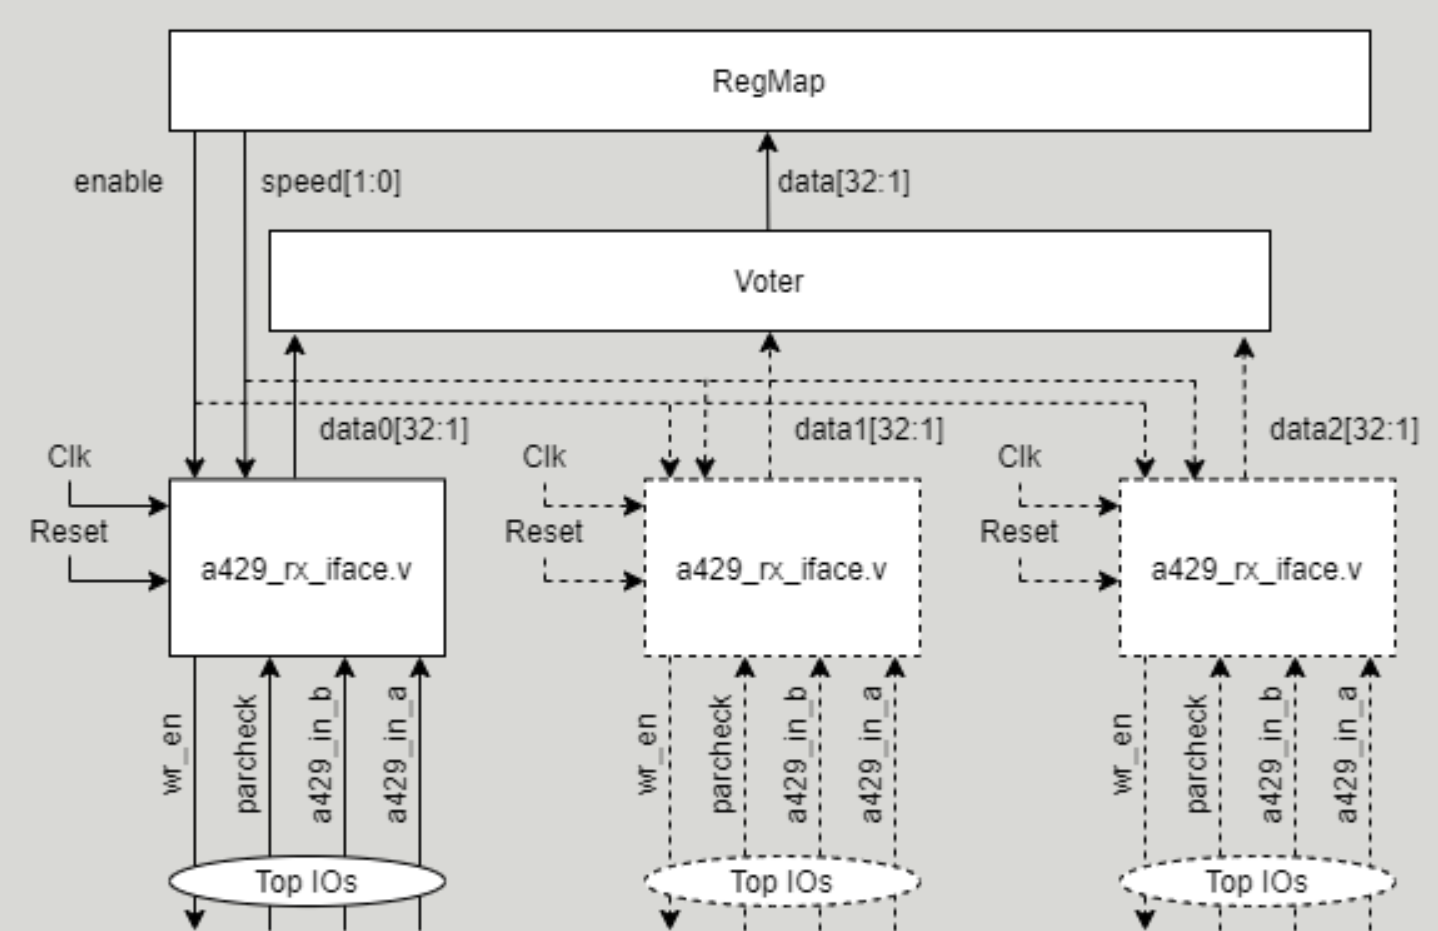 RegMap
enable
speed[1:0]
data[32:1]
Voter
data0[32:1]
data1[32:1]
data2[32:1]
Clk
Clk
Clk
Reset
Reset
Reset
a429_rx_iface.v
a429_rx_iface.v
a429_rx_iface.v
wr_en
parcheck
a429_in_b
a429_in_a
wr_en
parcheck
a429_in_b
a429_in_a
wr_en
parcheck
a429_in_b
a429_in_a
Top IOs
Top IOs
Top IOs